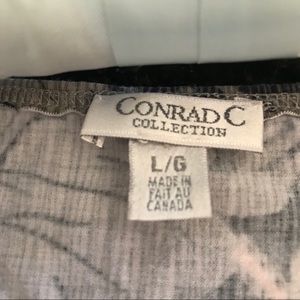 CONRAD C
COLLECTION
L/G
MADE IN
FAIT AU
CANADA